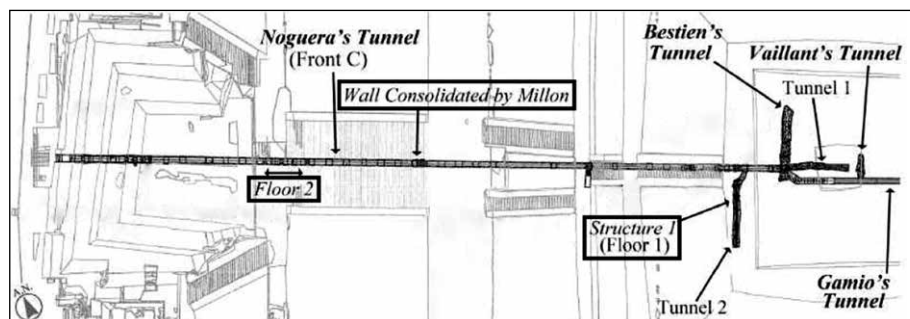 Noguera's Tunnel
(Front C)
Wall Consolidated by Millon
Bestien's
Tunnel
Vaillant's Tunnel
Tunnel 1
Floor 2
Structure 1
(Floor 1)
Tunnel 2
Gamio's
Tunnel
A.N.